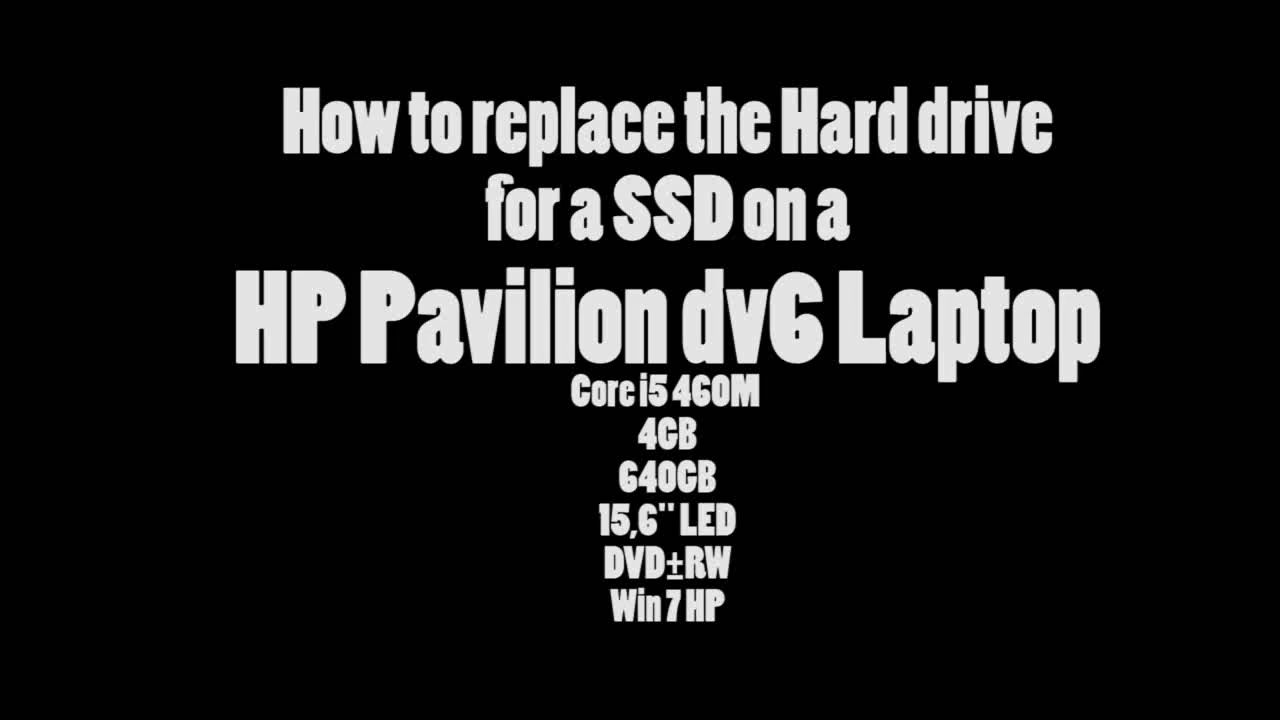 How to replace the Hard drive
for a SSD on a
HP Pavilion dv6 Laptop
Core i5 460M
4GB
640GB
15,6" LED
DVD±RW
Win 7 HP